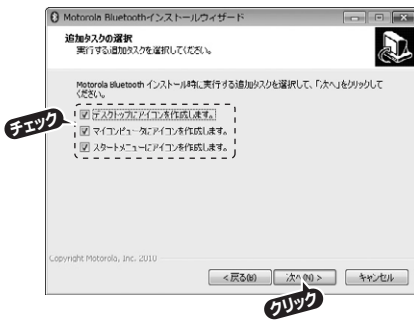 Motorola Bluetoothインストールウィザード
追加タスクの選択
実行する追加タスクを選択してください。
Motorola Bluetooth インストール時に実行する追加タスクを選択して、「次へ」をクリックして
ください。
デスクトップにアイコンを作成します。
マイコンピュータにアイコンを作成します。
スタートメニューにアイコンを作成します。
チェック
Copyright Motorola, Inc. 2010
< 戻る(B)
次へ(N) >
キャンセル
クリック